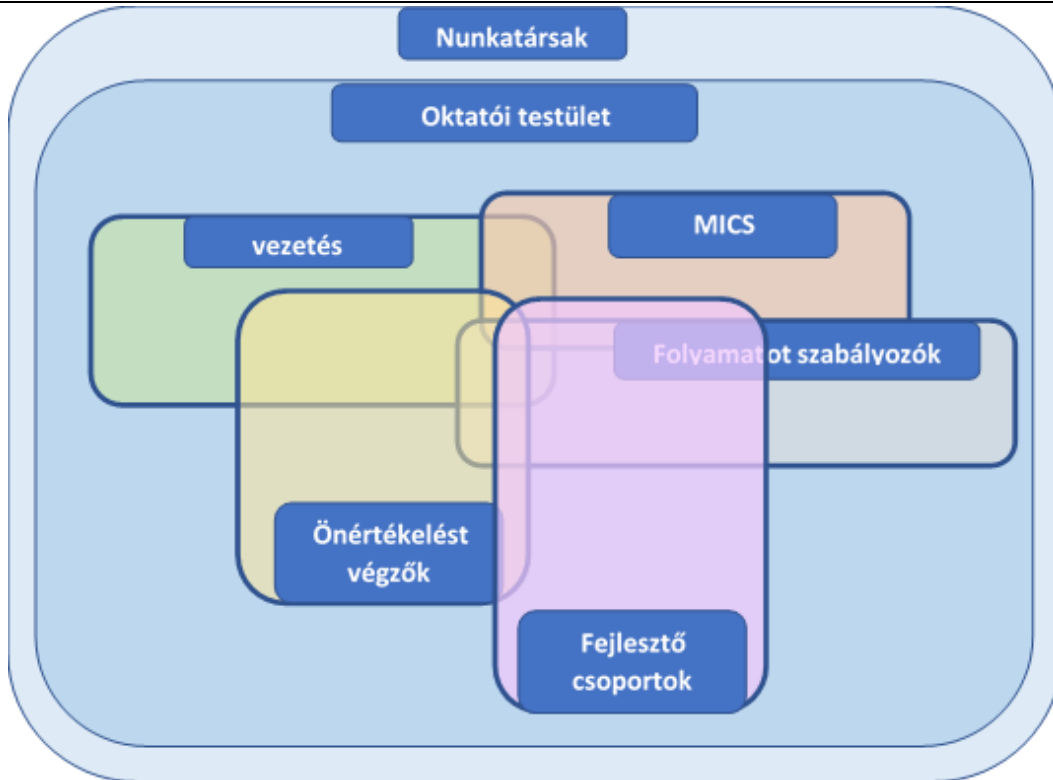 Nunkatársak
Oktatói testület
vezetés
MICS
Folyamatot szabályozók
Önértékelést
végzők
Fejlesztő
csoportok